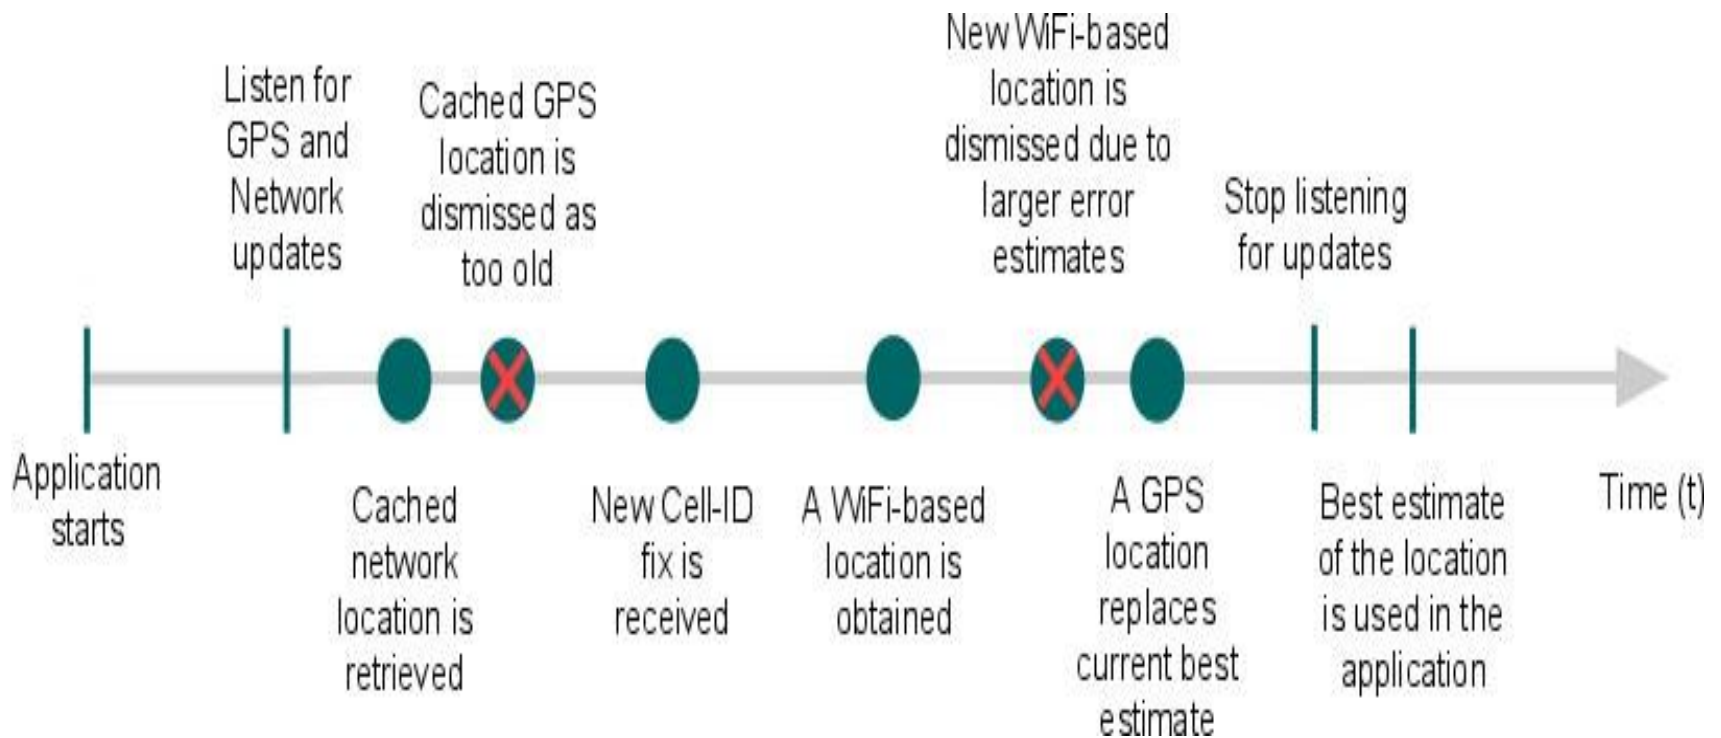 Listen for
GPS and
Network
updates
Cached GPS
location is
dismissed as
too old
New WiFi-based
location is
dismissed due to
larger error
estimates
Stop listening
for updates
Application
starts
Cached
network
location is
retrieved
New Cell-ID
fix is
received
A WiFi-based
location is
obtained
A GPS
location
replaces
current best
estimate
Best estimate
of the location
is used in the
application
Time (t)